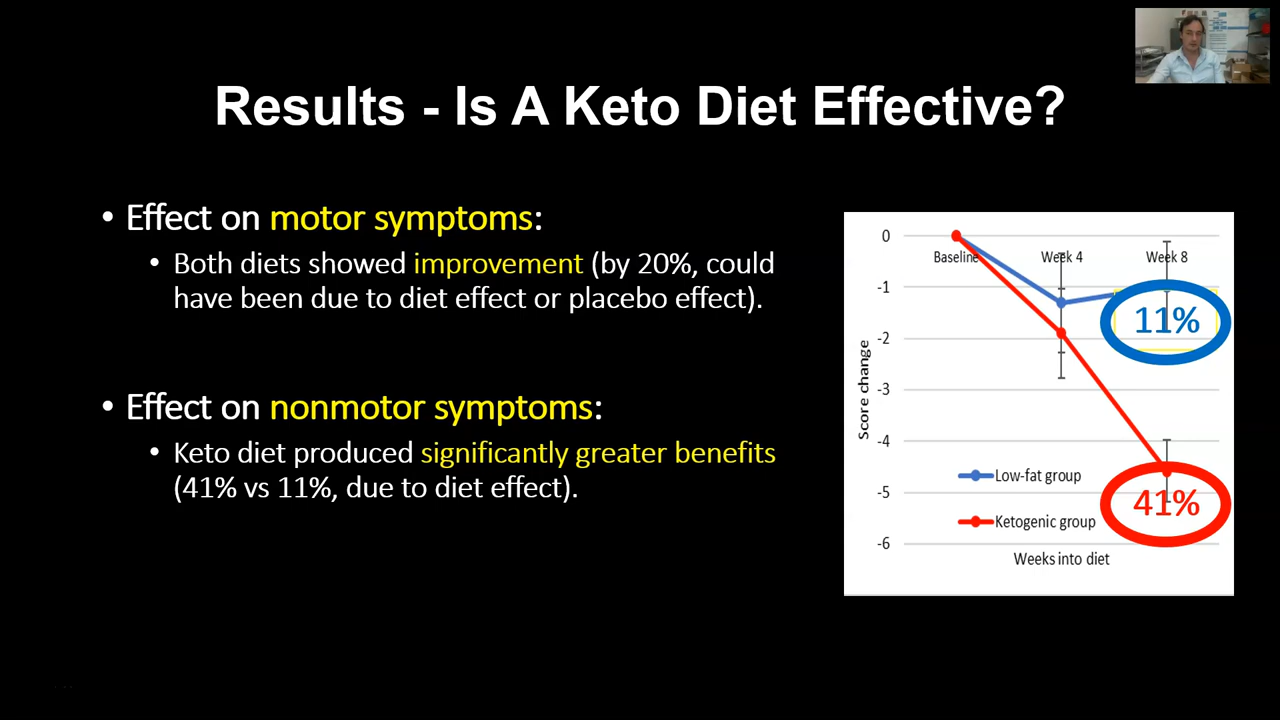 Results - Is A Keto Diet Effective?
• Effect on motor symptoms:
• Both diets showed improvement (by 20%, could
have been due to diet effect or placebo effect).
• Effect on nonmotor symptoms:
• Keto diet produced significantly greater benefits
(41% vs 11%, due to diet effect).
0
Baseline
Week 4
Week 8
-1
-2
-3
-4
-5
-6
Score change
11%
41%
Low-fat group
Ketogenic group
Weeks into diet